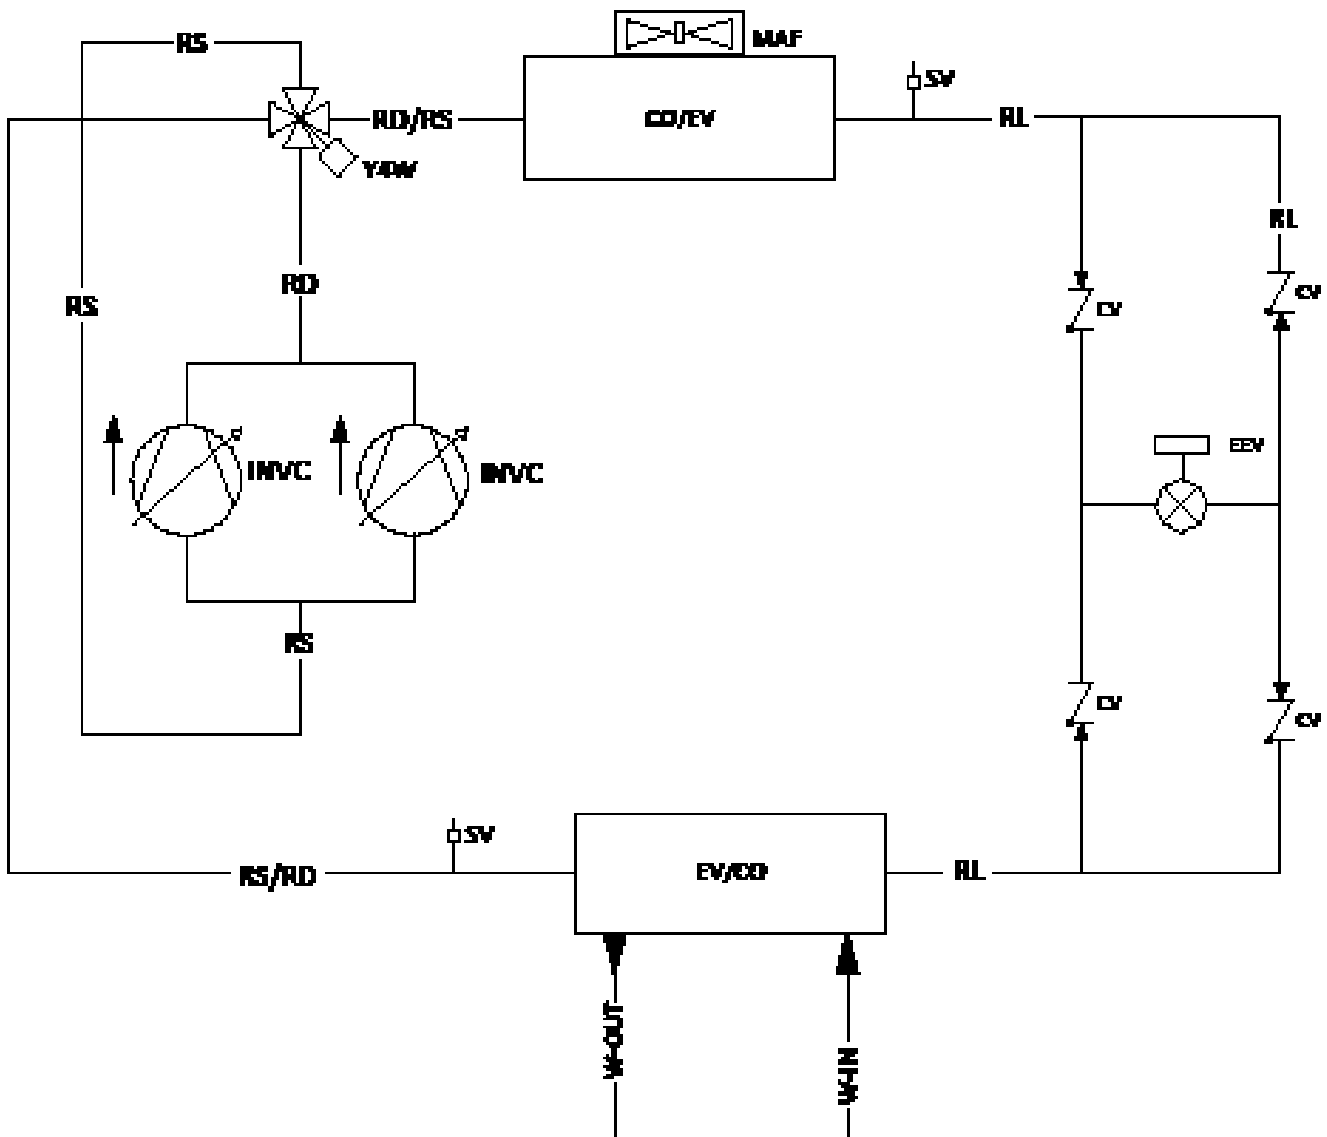 RS
MAF
SV
RD/RS
CO/EV
RL
Y4W
RL
RD
RS
CV
CV
EEV
INVC
INVC
RS
CV
CV
SV
RS/RD
EV/CO
RL
W-OUT
W-IN